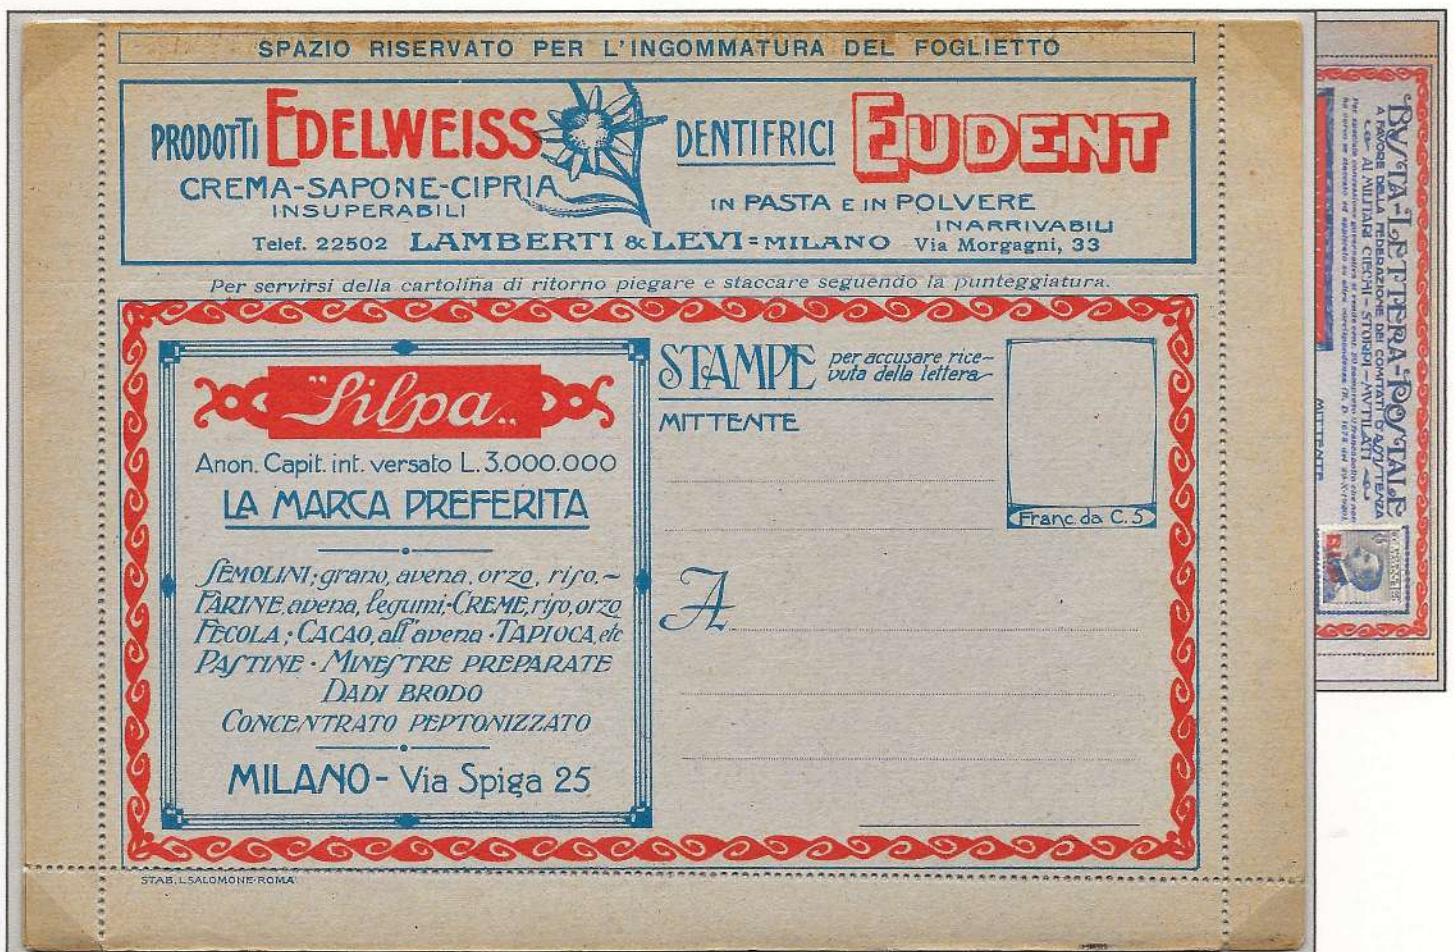 SPAZIO RISERVATO PER L'INGOMMATURA DEL FOGLIETTO
PRODOTTI EDELWEISS
CREMA-SAPONE-CIPRIA
INSUPERABILI
DENTIFRICI EUDENT
IN PASTA E IN POLVERE
INARRIVABILI
Telef. 22502 LAMBERTI & LEVI = MILANO Via Morgagni, 33
Per servirsi della cartolina di ritorno piegare e staccare seguendo la punteggiatura.
"Silpa"
Anon. Capit. int. versato L. 3.000.000
LA MARCA PREFERITA
SEMOLINI; grano, avena, orzo, riso, ~
FARINE, avena, legumi;-CREME, riso, orzo
FECOLA; CACAO, all'avena · TAPIOCA, etc
PASTINE · MINESTRE PREPARATE
DADI BRODO
CONCENTRATO PEPTONIZZATO
MILANO - Via Spiga 25
STAMPE per accusare rice-
vuta della lettera
MITTENTE
Franc. da C. 5
A
STAB. L. SALOMONE-ROMA
BUSTA-LETTERA-POSTALE
A FAVORE DELLA FEDERAZIONE DEI COMITATI D'ASSISTENZA
AI MILITARI CIECHI - STORPI - MVTILATI
MITTENTE